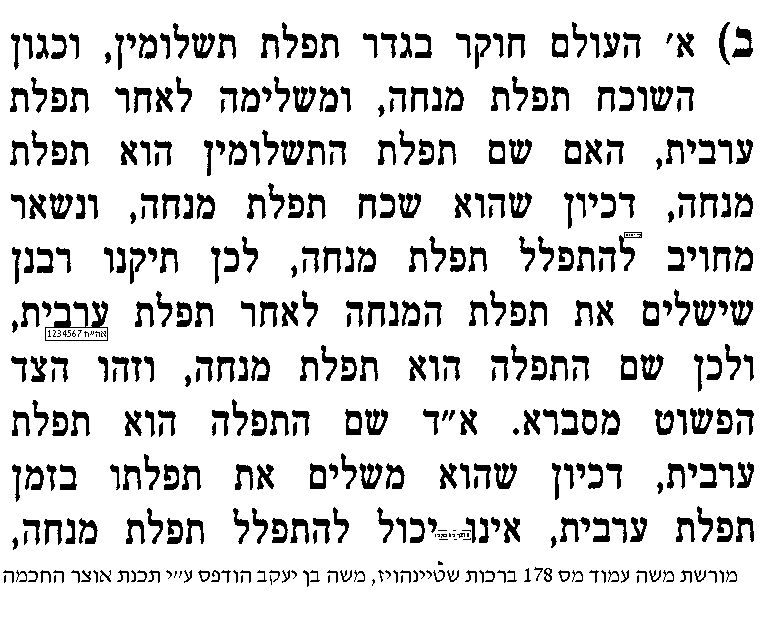 ב) א׳ העולם חוקר בגדר תפלת תשלומין, וכגון
השוכח תפלת מנחה, ומשלימה לאחר תפלת
ערבית, האם שם תפלת התשלומין הוא תפלת
מנחה, דכיון שהוא שכח תפלת מנחה, ונשאר
מחויב להתפלל תפלת מנחה, לכן תיקנו רבנן
שישלים את תפלת המנחה לאחר תפלת ערבית,
אח״ח 1234567
ולכן שם התפלה הוא תפלת מנחה, וזהו הצד
הפשוט מסברא. א״ד שם התפלה הוא תפלת
ערבית, דכיון שהוא משלים את תפלתו בזמן
תפלת ערבית, אינו יכול להתפלל תפלת מנחה,
מורשת משה עמוד מס 178 ברכות שטיינהויז, משה בן יעקב הודפס ע״י תכנת אוצר החכמה